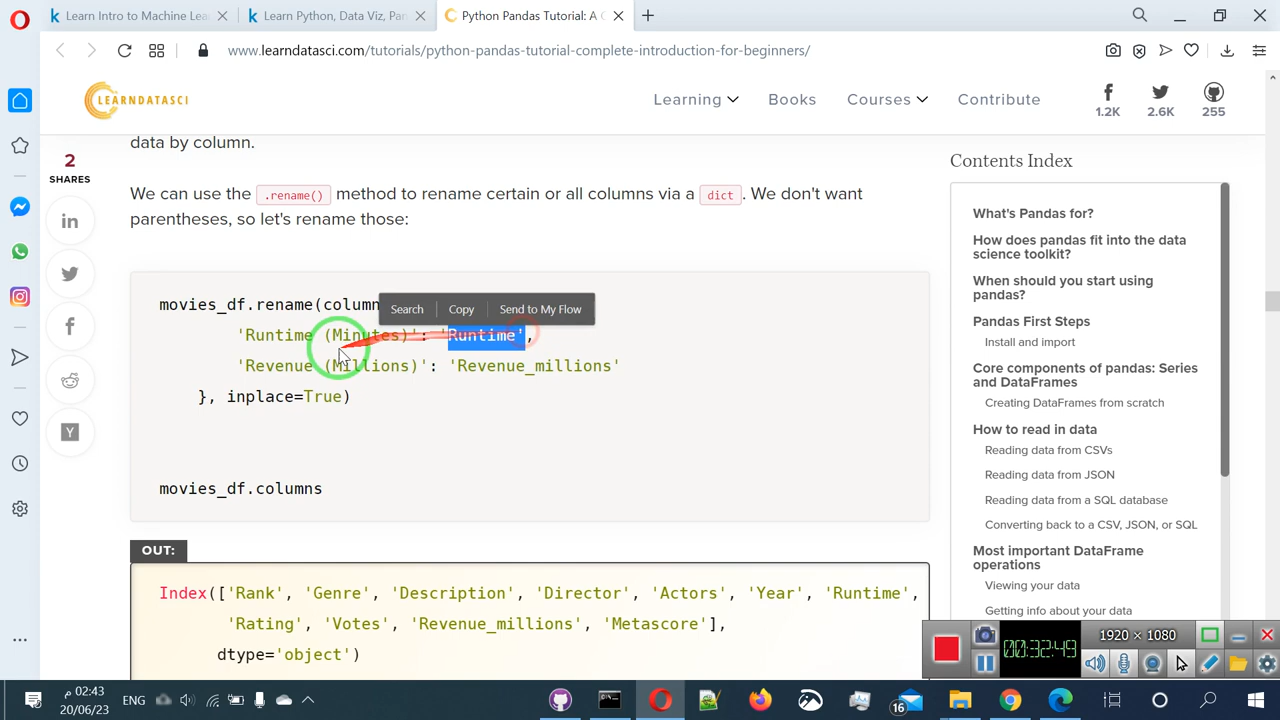 Learn Intro to Machine Lea
Learn Python, Data Viz, Pan
Python Pandas Tutorial: A C
www.learndatasci.com/tutorials/python-pandas-tutorial-complete-introduction-for-beginners/
LEARNDATASCI
Learning
Books
Courses
Contribute
1.2K
2.6K
255
data by column.
2
SHARES
We can use the .rename() method to rename certain or all columns via a dict. We don't want
parentheses, so let's rename those:
movies_df.rename(column
Search
Copy
Send to My Flow
'Runtime (Minutes)': 'Runtime',
'Revenue (Millions)': 'Revenue_millions'
}, inplace=True)
movies_df.columns
OUT:
Index(['Rank', 'Genre', 'Description', 'Director', 'Actors', 'Year', 'Runtime',
'Rating', 'Votes', 'Revenue_millions', 'Metascore'],
dtype='object')
Y
Contents Index
What's Pandas for?
How does pandas fit into the data
science toolkit?
When should you start using
pandas?
Pandas First Steps
Install and import
Core components of pandas: Series
and DataFrames
Creating DataFrames from scratch
How to read in data
Reading data from CSVs
Reading data from JSON
Reading data from a SQL database
Converting back to a CSV, JSON, or SQL
Most important DataFrame
operations
Viewing your data
Getting info about your data
00:32:49
1920 × 1080
02:43 م
20/06/23
ENG
16